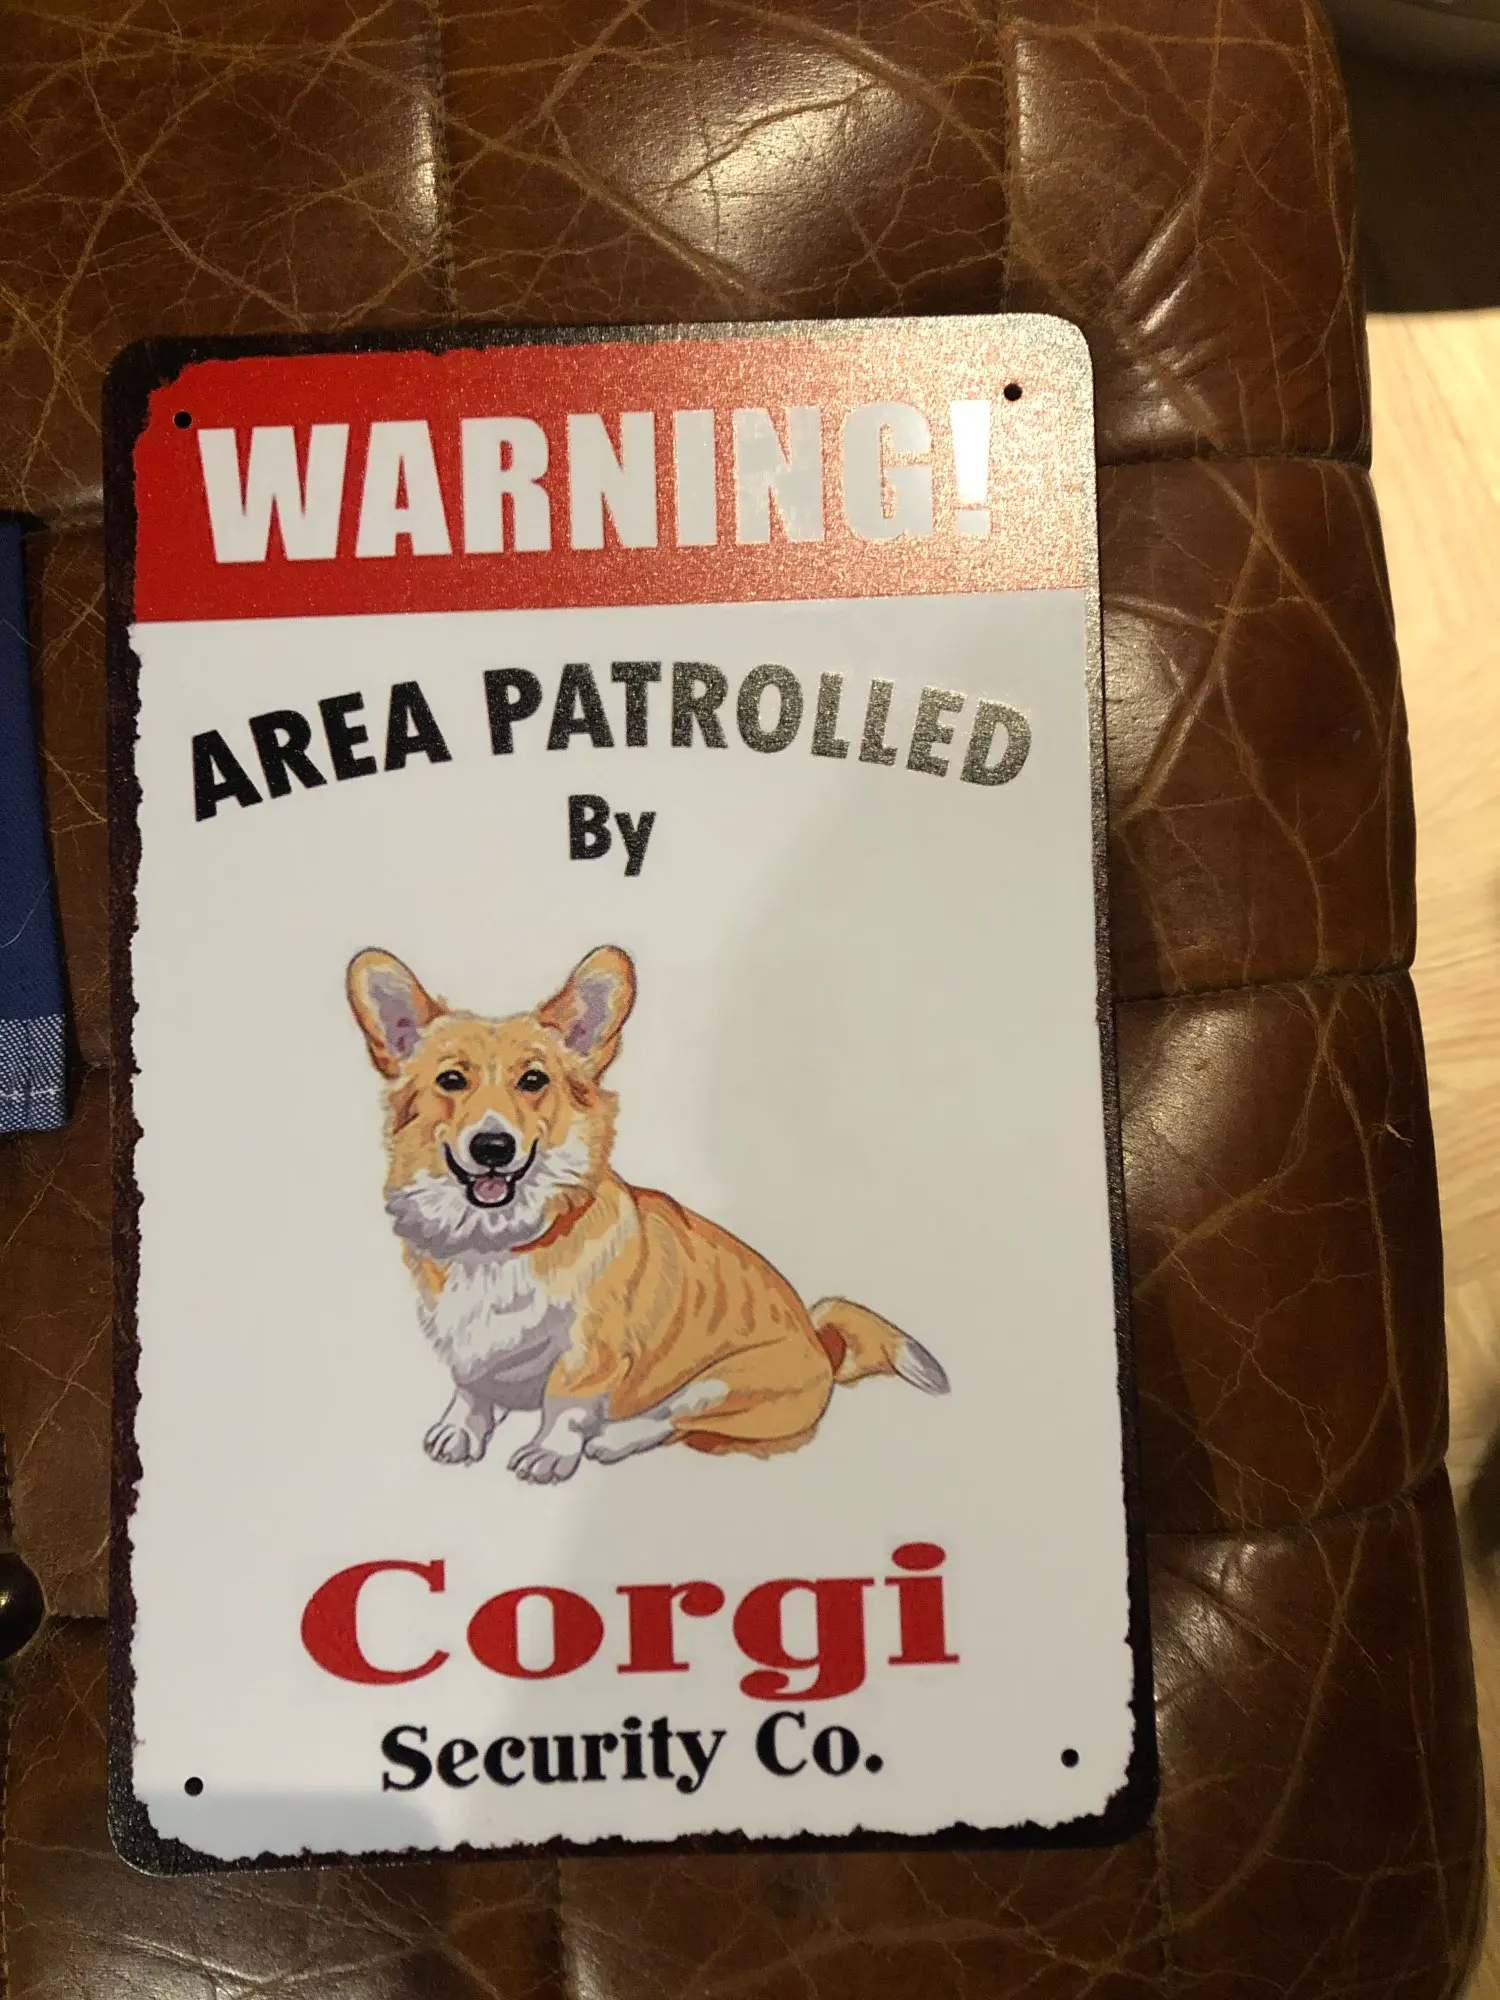 WARNING!
AREA PATROLLED
By
Corgi
Security Co.